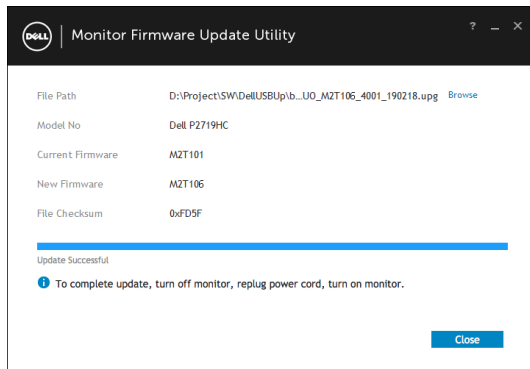 DELL Monitor Firmware Update Utility ? _ X
File Path D:\Project\SW\DellUSBUp\b...UO_M2T106_4001_190218.upg Browse
Model No Dell P2719HC
Current Firmware M2T101
New Firmware M2T106
File Checksum 0xFD5F
Update Successful
i To complete update, turn off monitor, replug power cord, turn on monitor.
Close